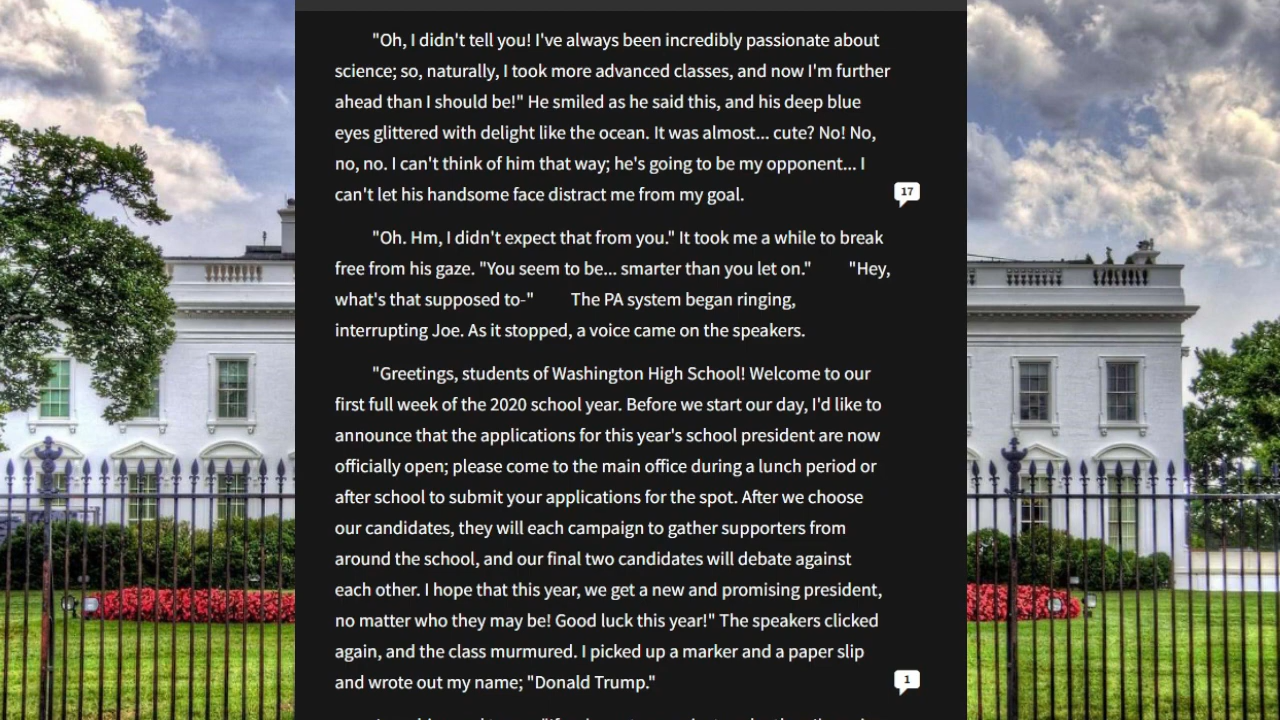 "Oh, I didn't tell you! I've always been incredibly passionate about
science; so, naturally, I took more advanced classes, and now I'm further
ahead than I should be!" He smiled as he said this, and his deep blue
eyes glittered with delight like the ocean. It was almost... cute? No! No,
no, no. I can't think of him that way; he's going to be my opponent... I
can't let his handsome face distract me from my goal.
17
"Oh. Hm, I didn't expect that from you." It took me a while to break
free from his gaze. "You seem to be... smarter than you let on." "Hey,
what's that supposed to-" The PA system began ringing,
interrupting Joe. As it stopped, a voice came on the speakers.
"Greetings, students of Washington High School! Welcome to our
first full week of the 2020 school year. Before we start our day, I'd like to
announce that the applications for this year's school president are now
officially open; please come to the main office during a lunch period or
after school to submit your applications for the spot. After we choose
our candidates, they will each campaign to gather supporters from
around the school, and our final two candidates will debate against
each other. I hope that this year, we get a new and promising president,
no matter who they may be! Good luck this year!" The speakers clicked
again, and the class murmured. I picked up a marker and a paper slip
and wrote out my name; "Donald Trump."
1